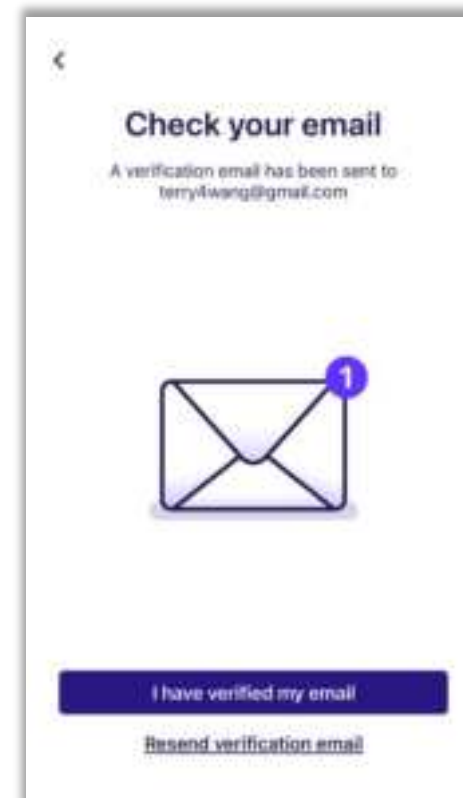 Check your email
A verification email has been sent to
terry4wang@gmail.com
1
I have verified my email
Resend verification email